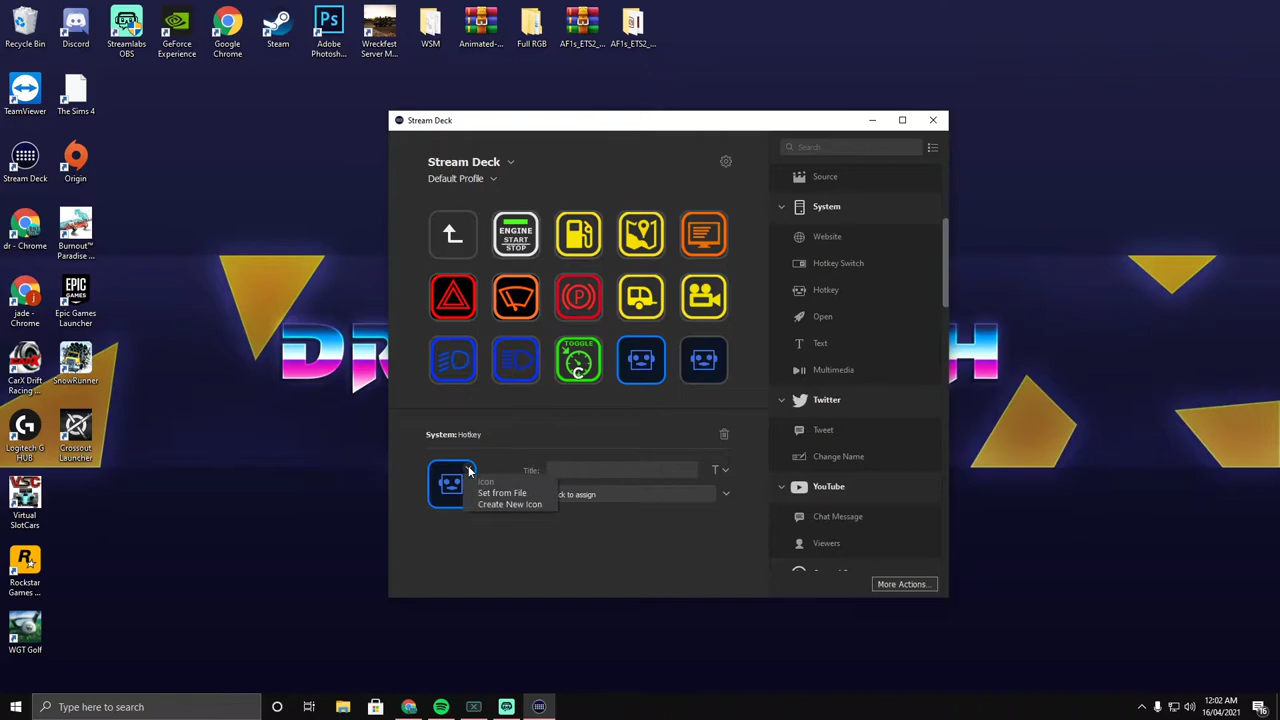 Recycle Bin
Discord
Streamlabs OBS
GeForce Experience
Google Chrome
Steam
Adobe Photosh...
Wreckfest Server M...
WSM
Animated-...
Full RGB
AF1s_ETS2_...
AF1s_ETS2_...
TeamViewer
The Sims 4
Stream Deck
Origin
dr - Chrome
Burnout™ Paradise ...
jade - Chrome
Epic Games Launcher
CarX Drift Racing ...
SnowRunner
Logitech G HUB
Crossout Launcher
Virtual SlotCars
Rockstar Games ...
WGT Golf
Stream Deck
Stream Deck
Default Profile
ENGINE
START
STOP
TOGGLE
C
System: Hotkey
Title:
Icon
Set from File
Create New Icon
ck to assign
T
Search
Source
System
Website
Hotkey Switch
Hotkey
Open
Text
Multimedia
Twitter
Tweet
Change Name
YouTube
Chat Message
Viewers
More Actions...
Type here to search
12:02 AM
16/04/2021
16